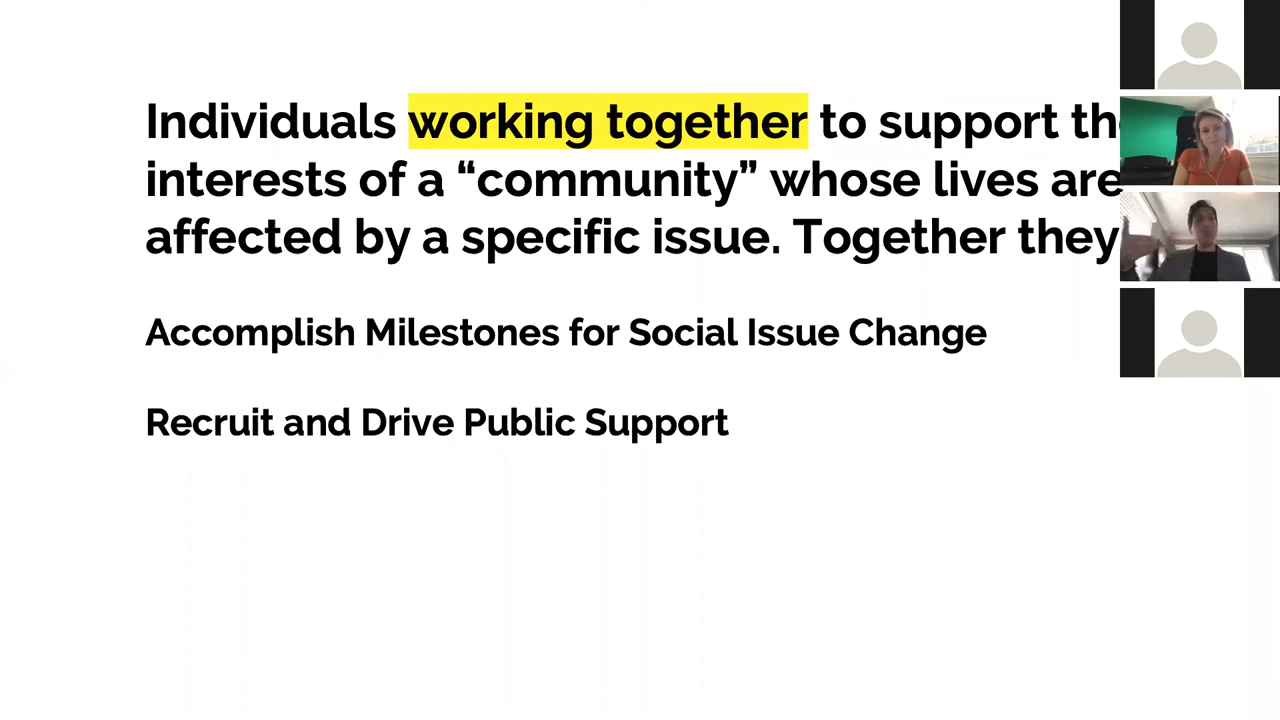 Individuals working together to support th
interests of a “community” whose lives are
affected by a specific issue. Together they
Accomplish Milestones for Social Issue Change
Recruit and Drive Public Support